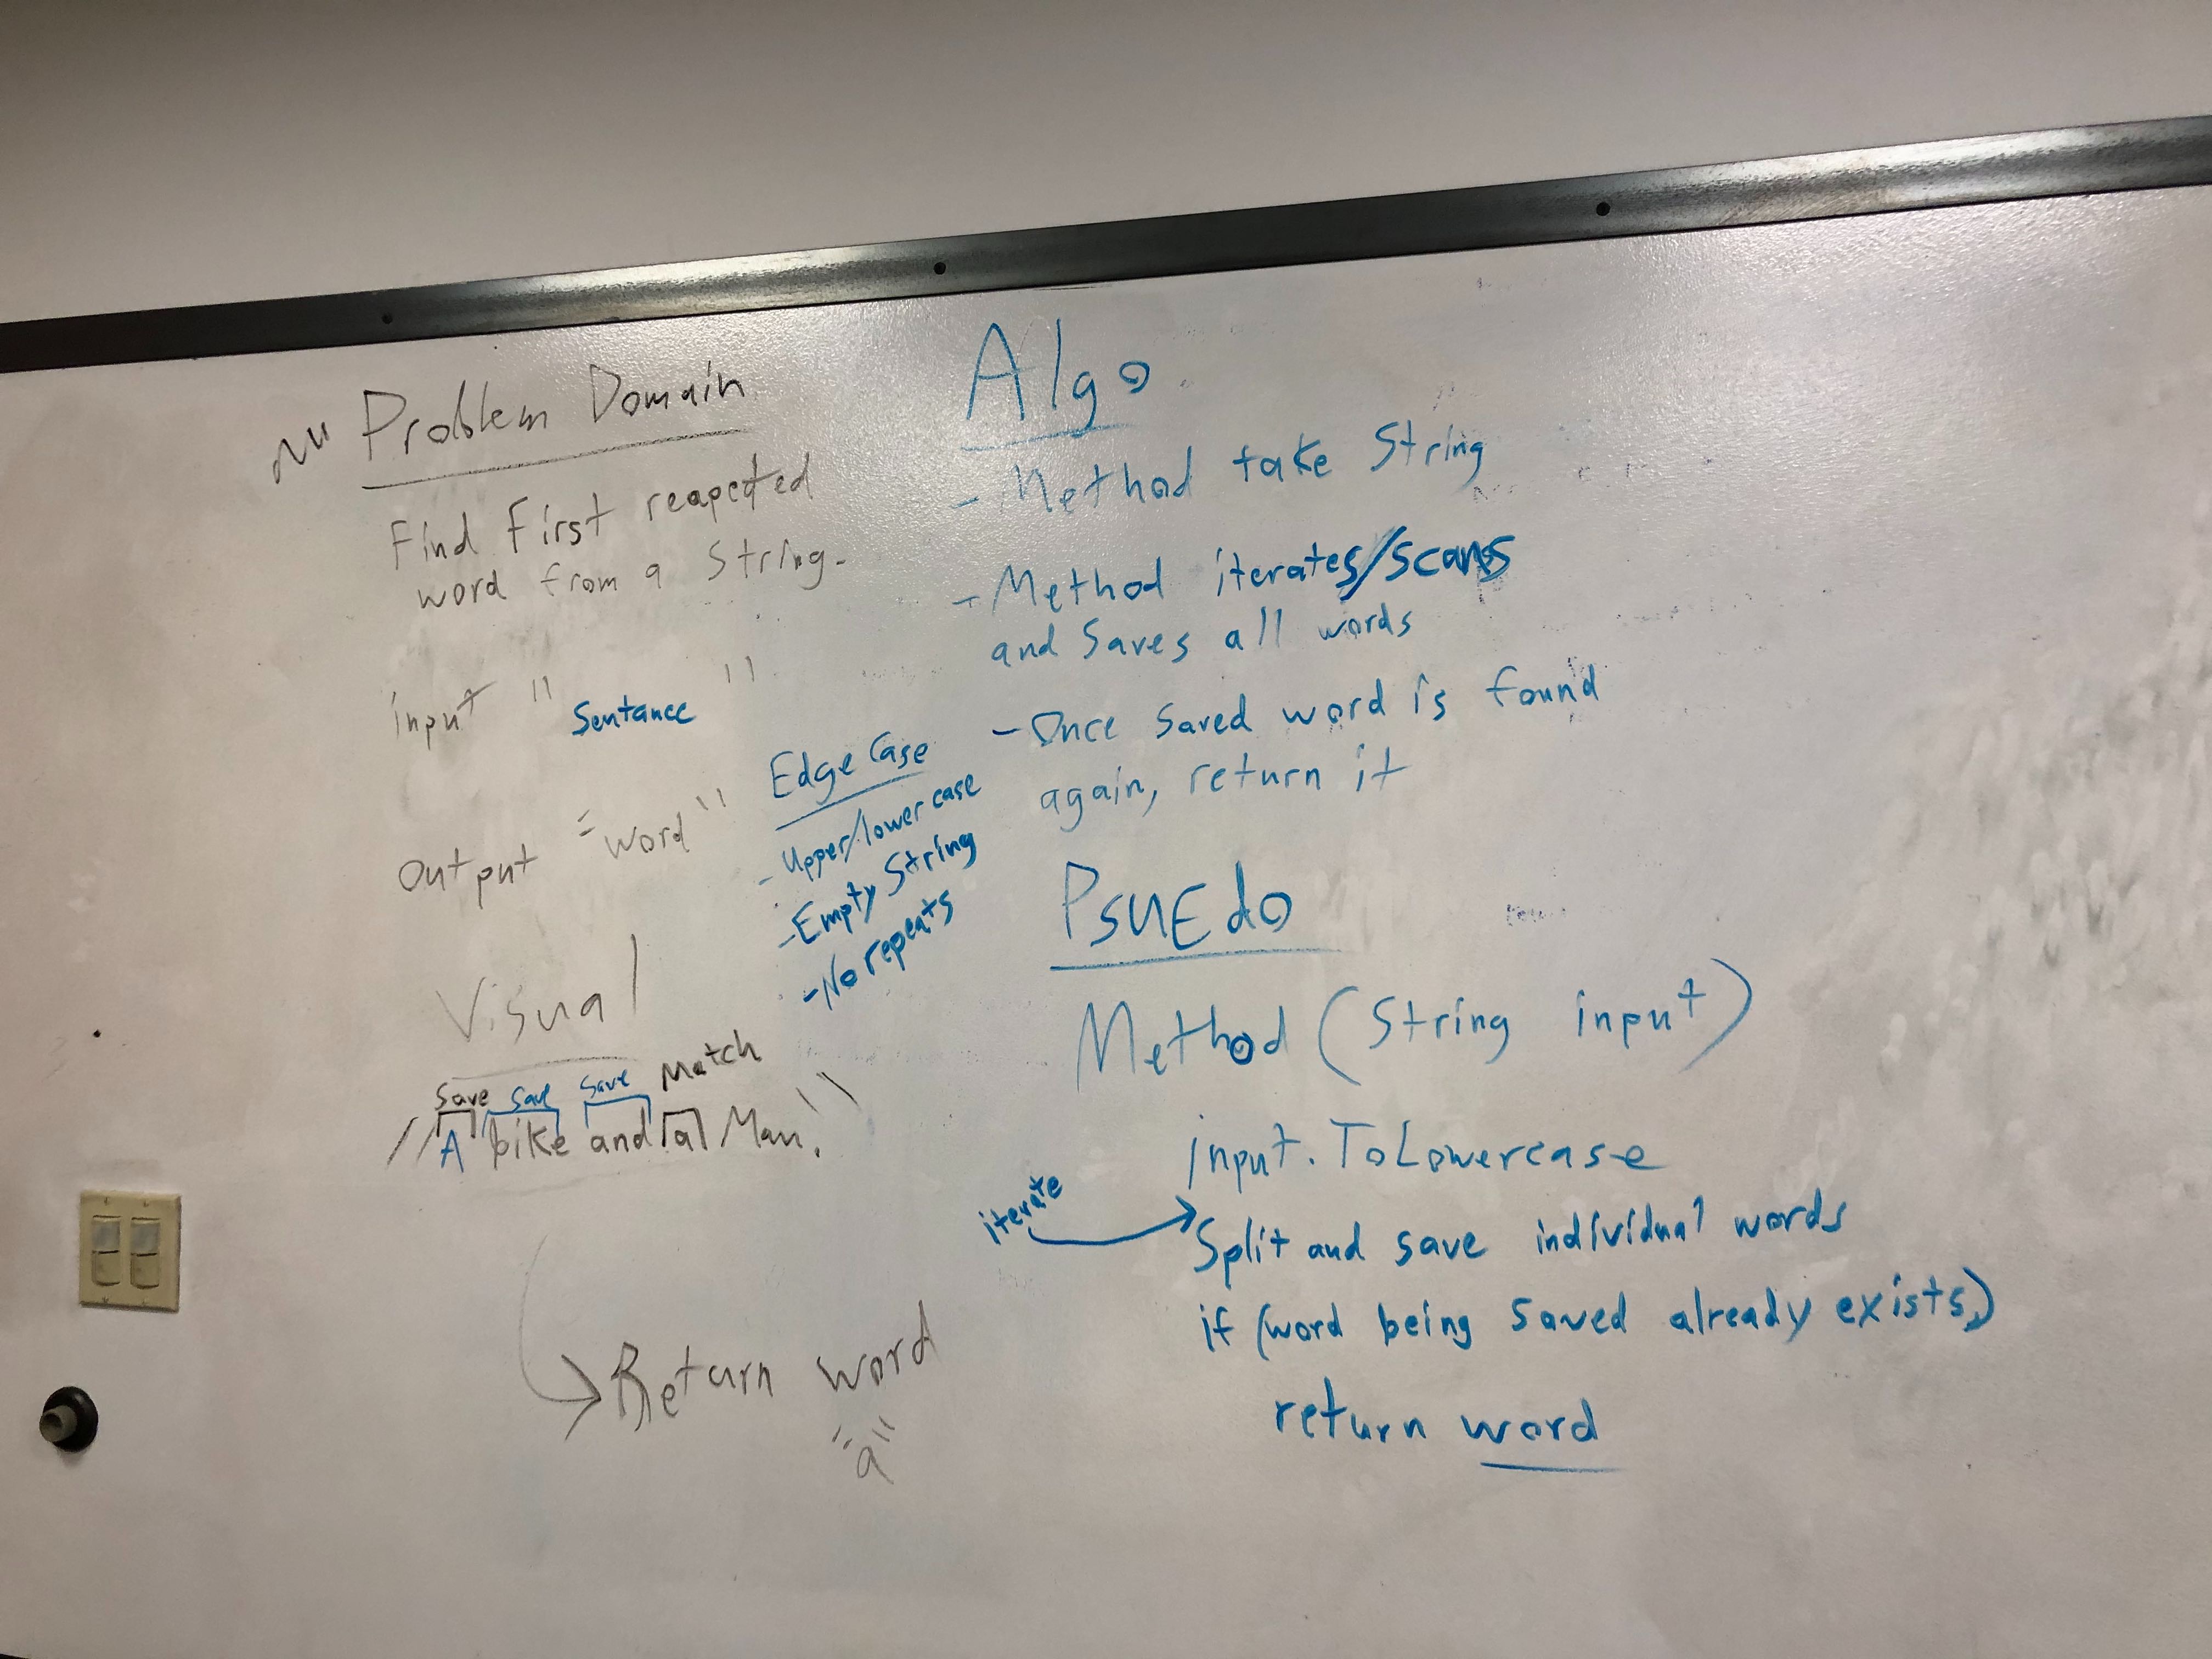 Problem Domain
Find First reapeted
word from a String.
input " Sentance "
Output "word"
Edge Case
- Upper/lower case
- Empty String
- No repeats
Visual
Save Save Save Match
"A bike and a Man."
Return word
"a"
Algo
- Method take String
- Method iterates/scans
and Saves all words
- Once Saved word is found
again, return it
PsuEdo
Method (String input)
input.ToLowercase
iterate
Split and save individual words
if (word being saved already exists)
return word